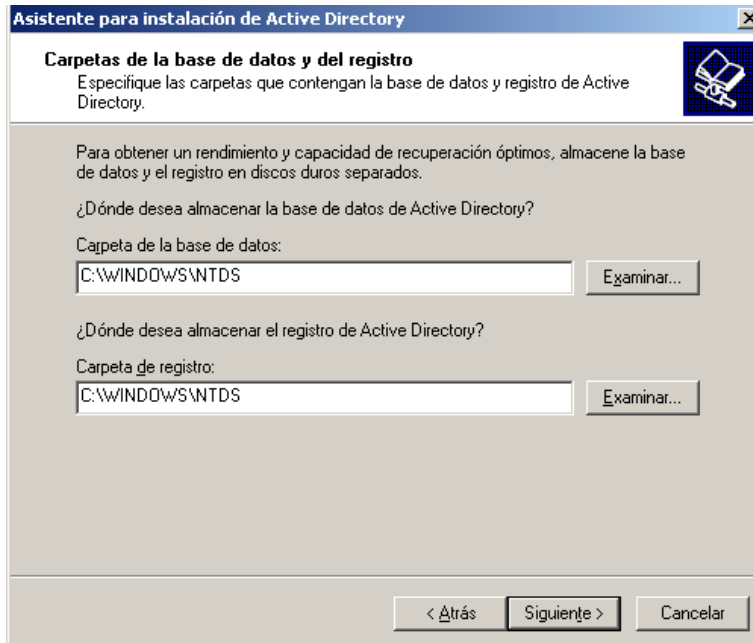 Asistente para instalación de Active Directory
Carpetas de la base de datos y del registro
Especifique las carpetas que contengan la base de datos y registro de Active
Directory.
Para obtener un rendimiento y capacidad de recuperación óptimos, almacene la base
de datos y el registro en discos duros separados.
¿Dónde desea almacenar la base de datos de Active Directory?
Carpeta de la base de datos:
C:\WINDOWS\NTDS
Examinar...
¿Dónde desea almacenar el registro de Active Directory?
Carpeta de registro:
C:\WINDOWS\NTDS
Examinar...
< Atrás
Siguiente >
Cancelar